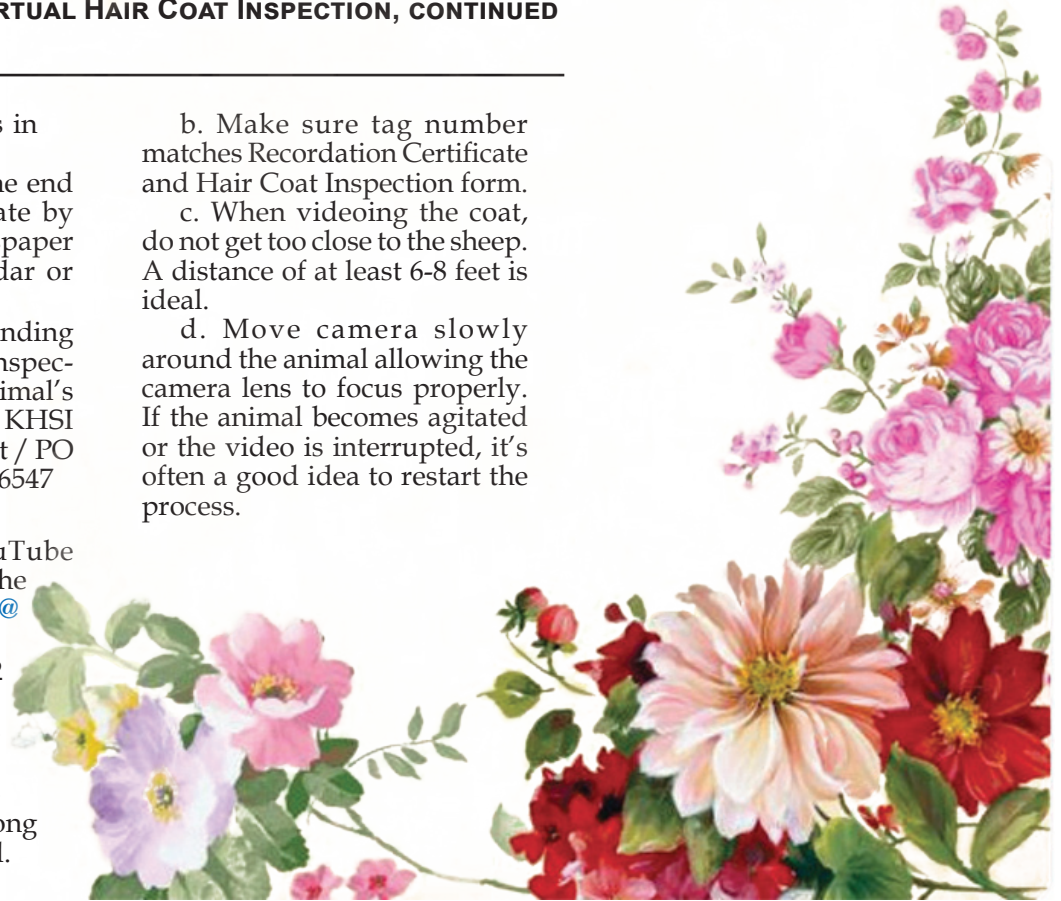 RTUAL HAIR COAT INSPECTION, CONTINUED
s in
he end
ate by
spaper
dar or
nding
nspec-
imal's
KHSI
t / PO
6547
uTube
he
@
2
ong
l.
b. Make sure tag number
matches Recordation Certificate
and Hair Coat Inspection form.
c. When videoing the coat,
do not get too close to the sheep.
A distance of at least 6-8 feet is
ideal.
d. Move camera slowly
around the animal allowing the
camera lens to focus properly.
If the animal becomes agitated
or the video is interrupted, it's
often a good idea to restart the
process.